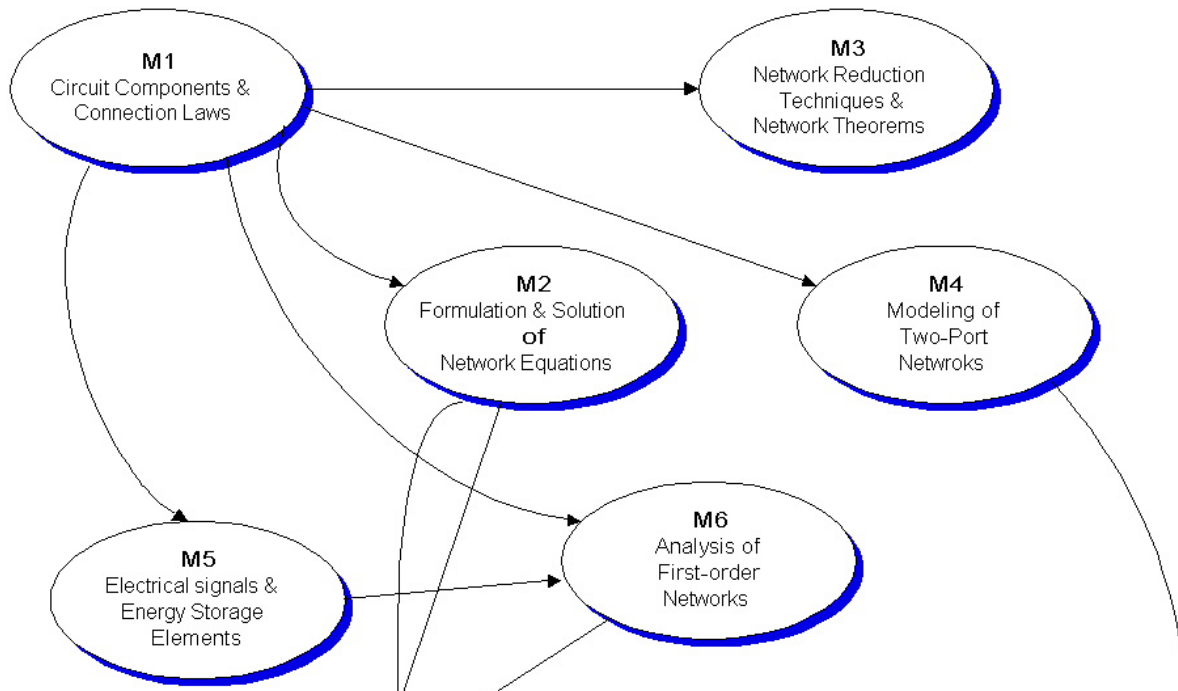 M1
Circuit Components &
Connection Laws
M3
Network Reduction
Techniques &
Network Theorems
M2
Formulation & Solution
of
Network Equations
M4
Modeling of
Two-Port
Netwroks
M5
Electrical signals &
Energy Storage
Elements
M6
Analysis of
First-order
Networks